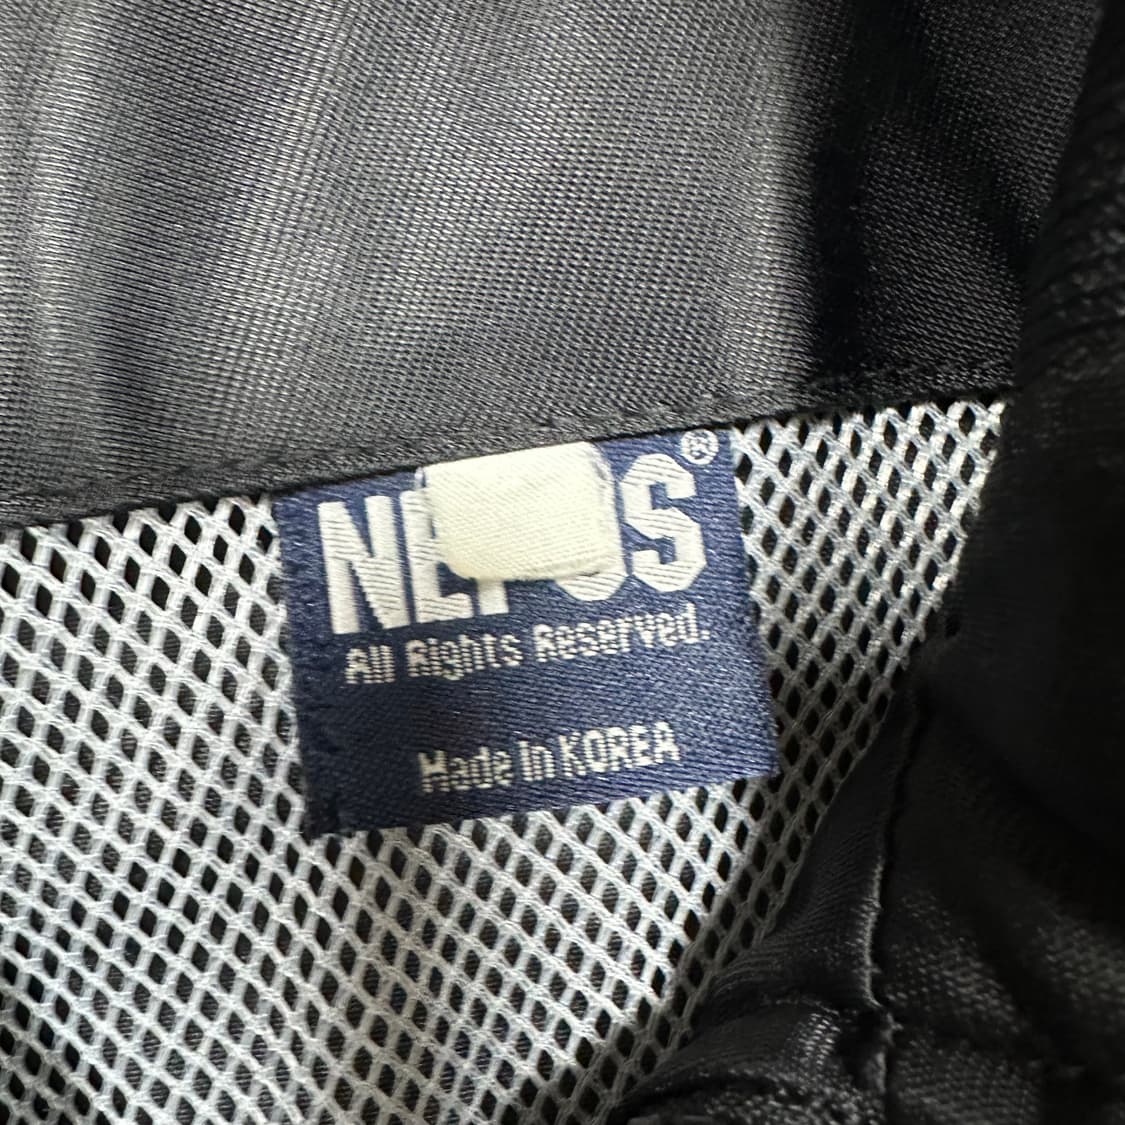 ®
All Rights Reserved.
Made in KOREA